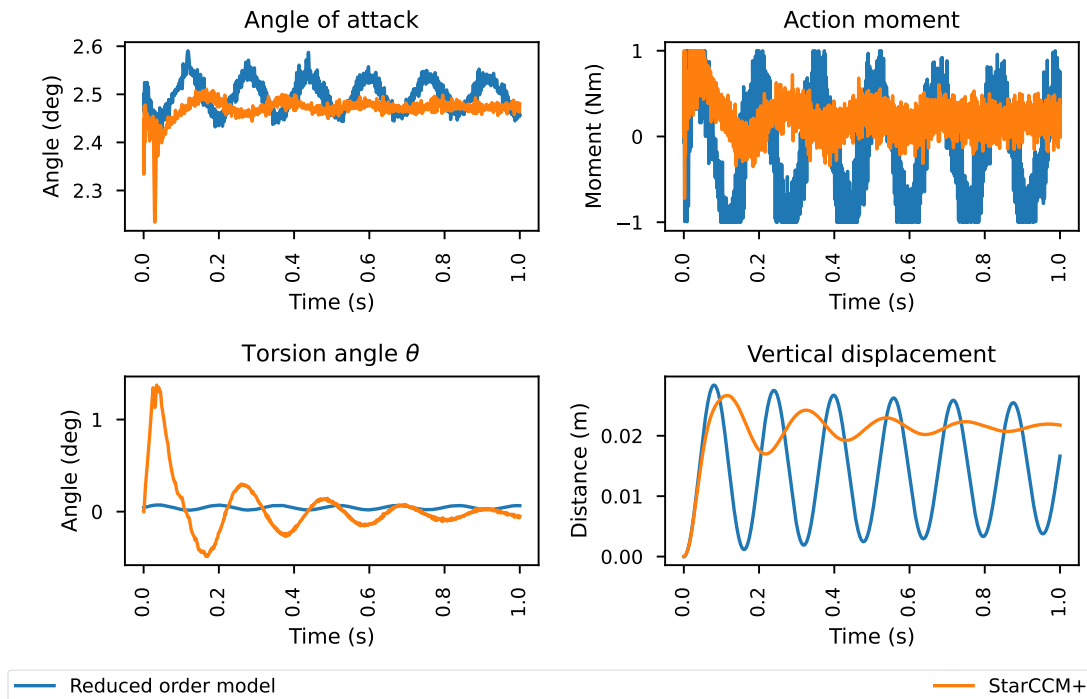 Angle of attack
Action moment
2.6
2.5
2.4
2.3
Angle (deg)
0.0 0.2 0.4 0.6 0.8 1.0
Time (s)
1
0
−1
Moment (Nm)
0.0 0.2 0.4 0.6 0.8 1.0
Time (s)
Torsion angle θ
Vertical displacement
1
0
Angle (deg)
0.0 0.2 0.4 0.6 0.8 1.0
Time (s)
0.02
0.00
Distance (m)
0.0 0.2 0.4 0.6 0.8 1.0
Time (s)
Reduced order model
StarCCM+